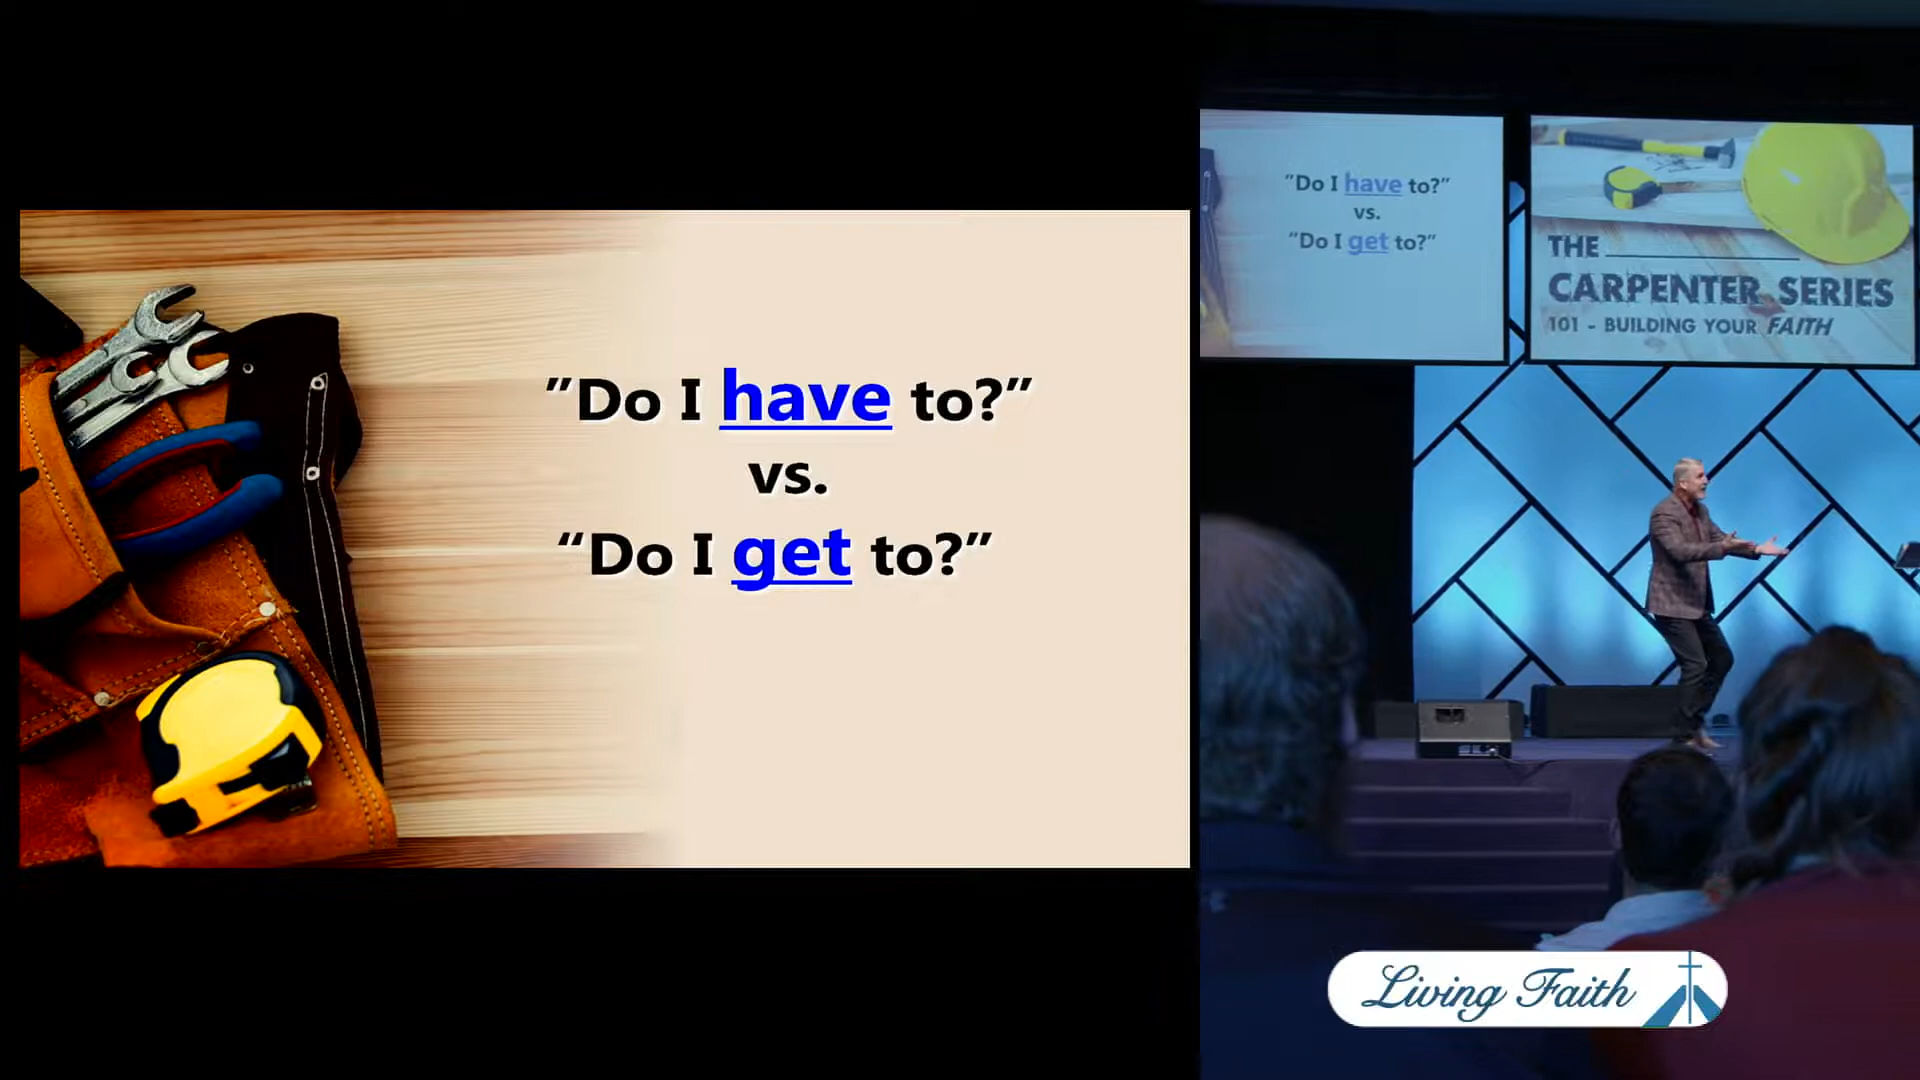 ”Do I have to?”
vs.
“Do I get to?”
”Do I have to?”
vs.
“Do I get to?”
THE
CARPENTER SERIES
101 - BUILDING YOUR FAITH
Living Faith